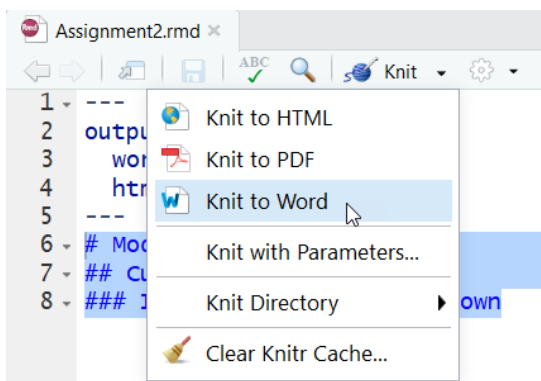 Assignment2.rmd
ABC
Knit
1 ---
2 outpu
3 wor
4 htm
5 ---
6 # Mod
7 ## Cu
8 ### I own
Knit to HTML
Knit to PDF
Knit to Word
Knit with Parameters...
Knit Directory
Clear Knitr Cache...